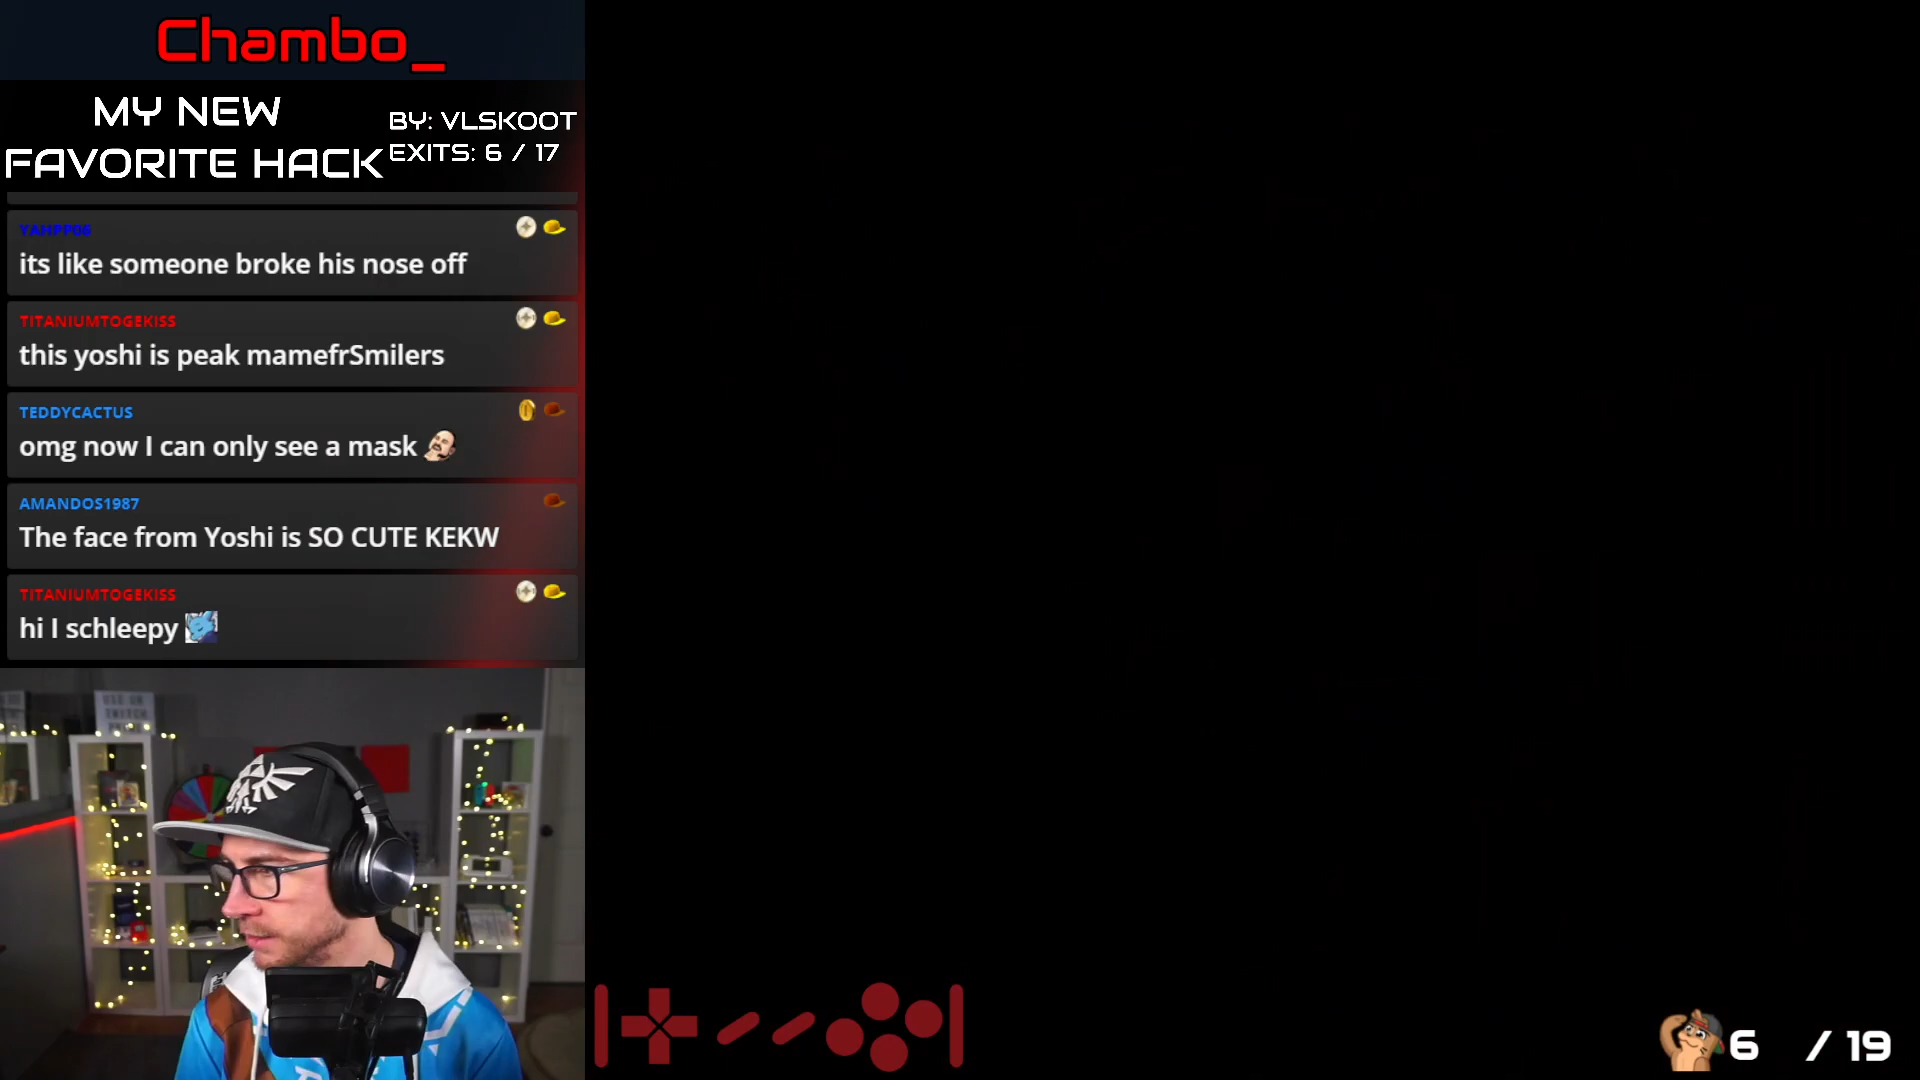 Chambo_
MY NEW
FAVORITE HACK
BY: VLSKOOT
EXITS: 6 / 17
YAHPP06
its like someone broke his nose off
TITANIUMTOGEKISS
this yoshi is peak mamefrSmilers
TEDDYCACTUS
omg now I can only see a mask
AMANDOS1987
The face from Yoshi is SO CUTE KEKW
TITANIUMTOGEKISS
hi I schleepy
6 / 19